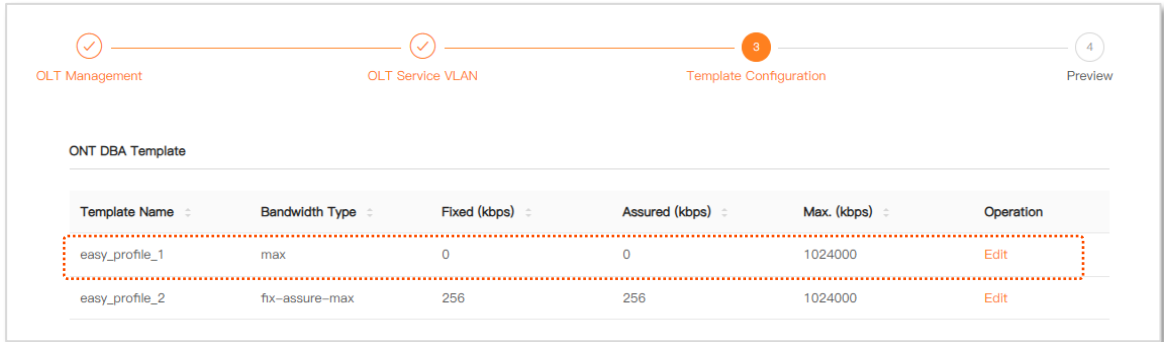 3
4
OLT Management
OLT Service VLAN
Template Configuration
Preview
ONT DBA Template
Template Name Bandwidth Type Fixed (kbps) Assured (kbps) Max. (kbps) Operation
easy_profile_1 max 0 0 1024000 Edit
easy_profile_2 fix-assure-max 256 256 1024000 Edit